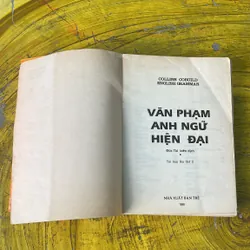 COLLINS COBUILD
ENGLISH GRAMMAR
VĂN PHẠM
ANH NGỮ
HIỆN ĐẠI
NHÀ XUẤT BẢN TRẺ